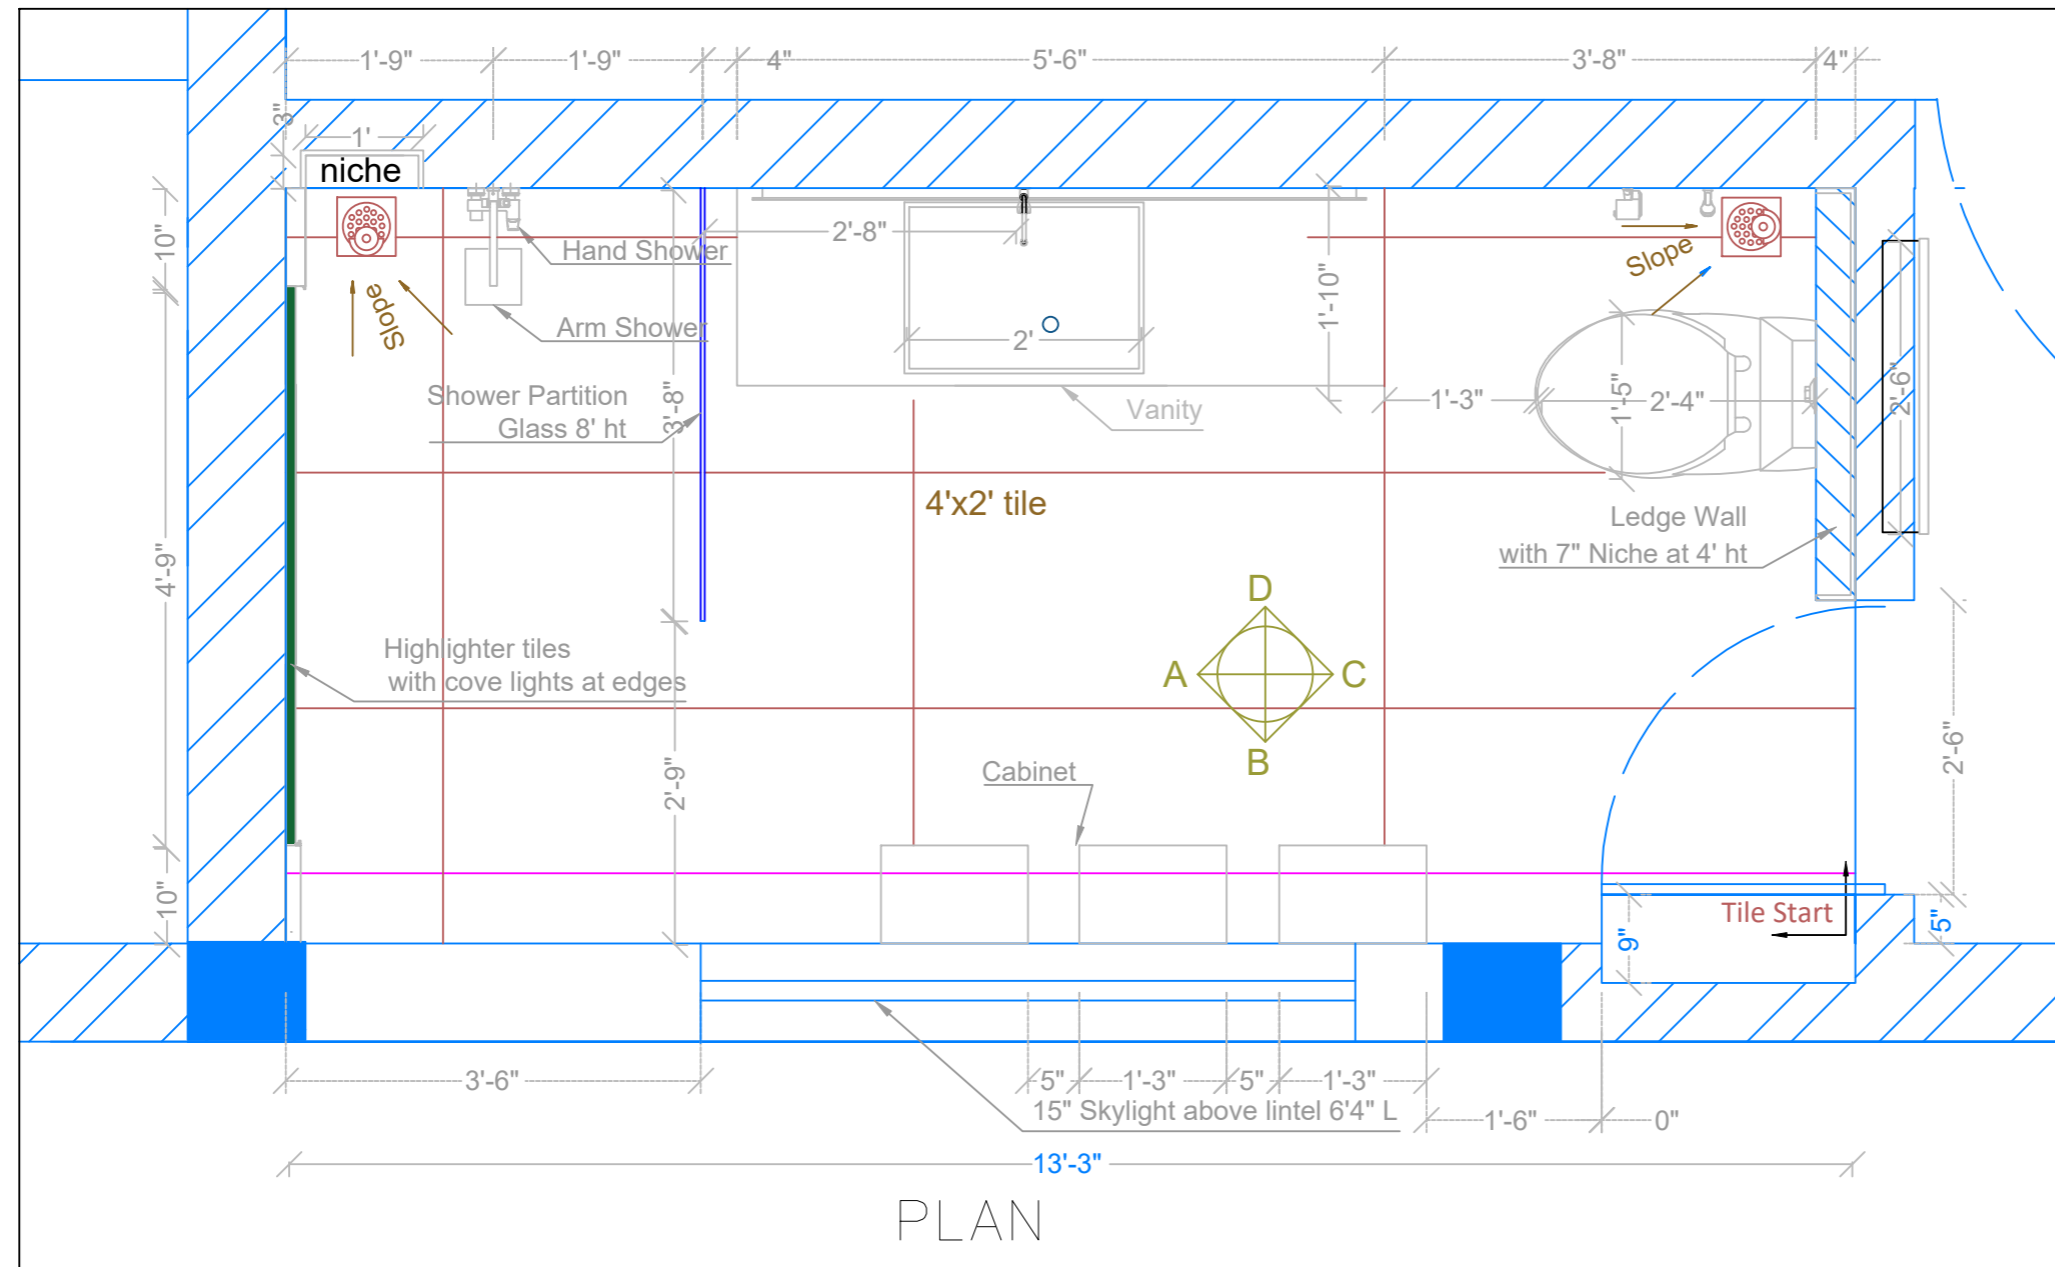 1'-9"
1'-9"
4"
5'-6"
3'-8"
4"
3"
1'
niche
10"
Hand Shower
2'-8"
Slope
Slope
1'-10"
Arm Shower
2'
Shower Partition
Glass 8' ht
3'-8"
Vanity
1'-3"
1'-5"
2'-4"
2'-6"
4'x2' tile
Ledge Wall
with 7" Niche at 4' ht
4'-9"
D
A
C
B
Highlighter tiles
with cove lights at edges
2'-9"
Cabinet
2'-6"
10"
Tile Start
9"
5"
3'-6"
5"
1'-3"
5"
1'-3"
15" Skylight above lintel 6'4" L
1'-6"
0"
13'-3"
PLAN